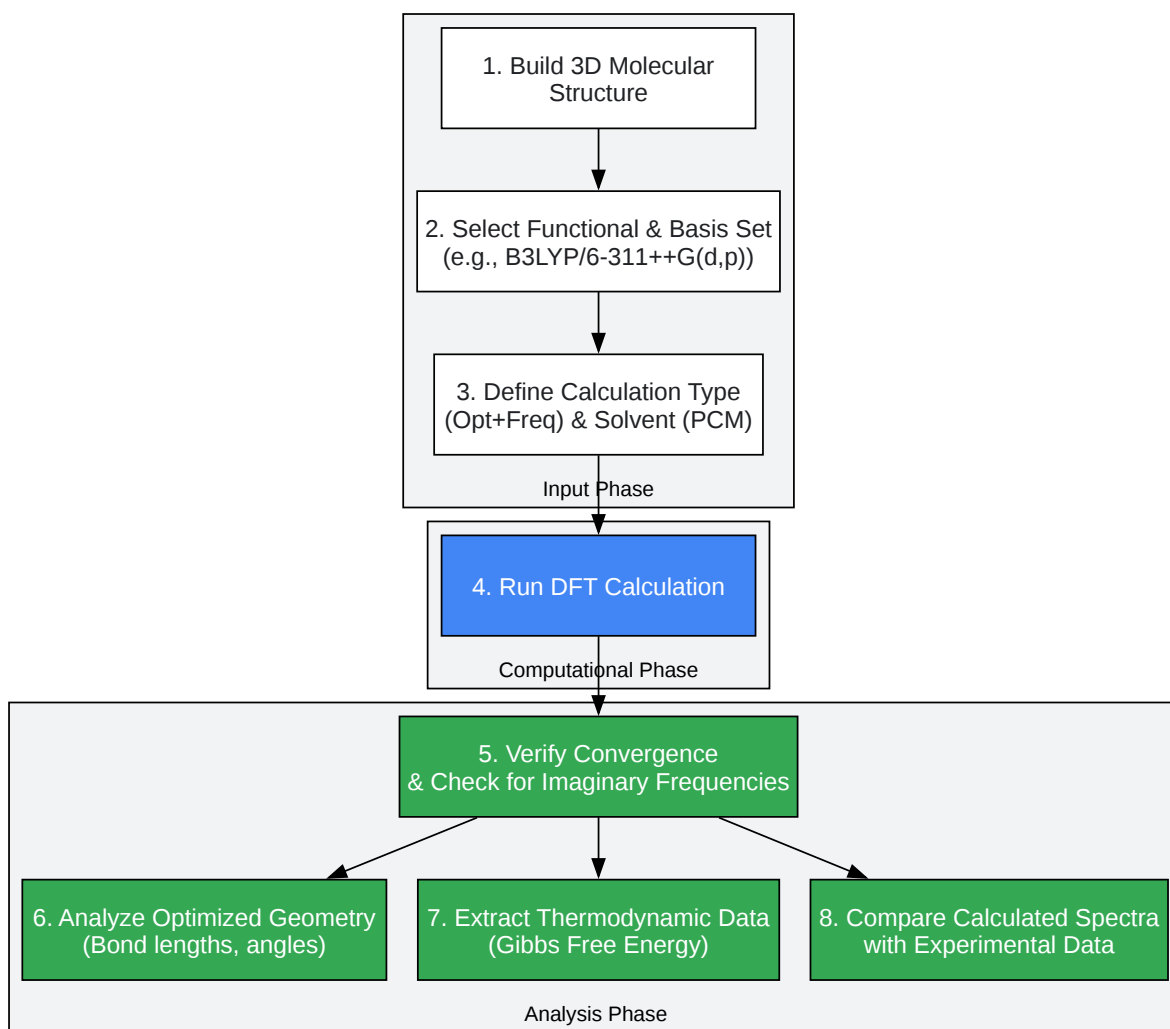 1. Build 3D Molecular
Structure
2. Select Functional & Basis Set
(e.g., B3LYP/6-311++G(d,p))
3. Define Calculation Type
(Opt+Freq) & Solvent (PCM)
Input Phase
4. Run DFT Calculation
Computational Phase
5. Verify Convergence
& Check for Imaginary Frequencies
6. Analyze Optimized Geometry
(Bond lengths, angles)
7. Extract Thermodynamic Data
(Gibbs Free Energy)
8. Compare Calculated Spectra
with Experimental Data
Analysis Phase